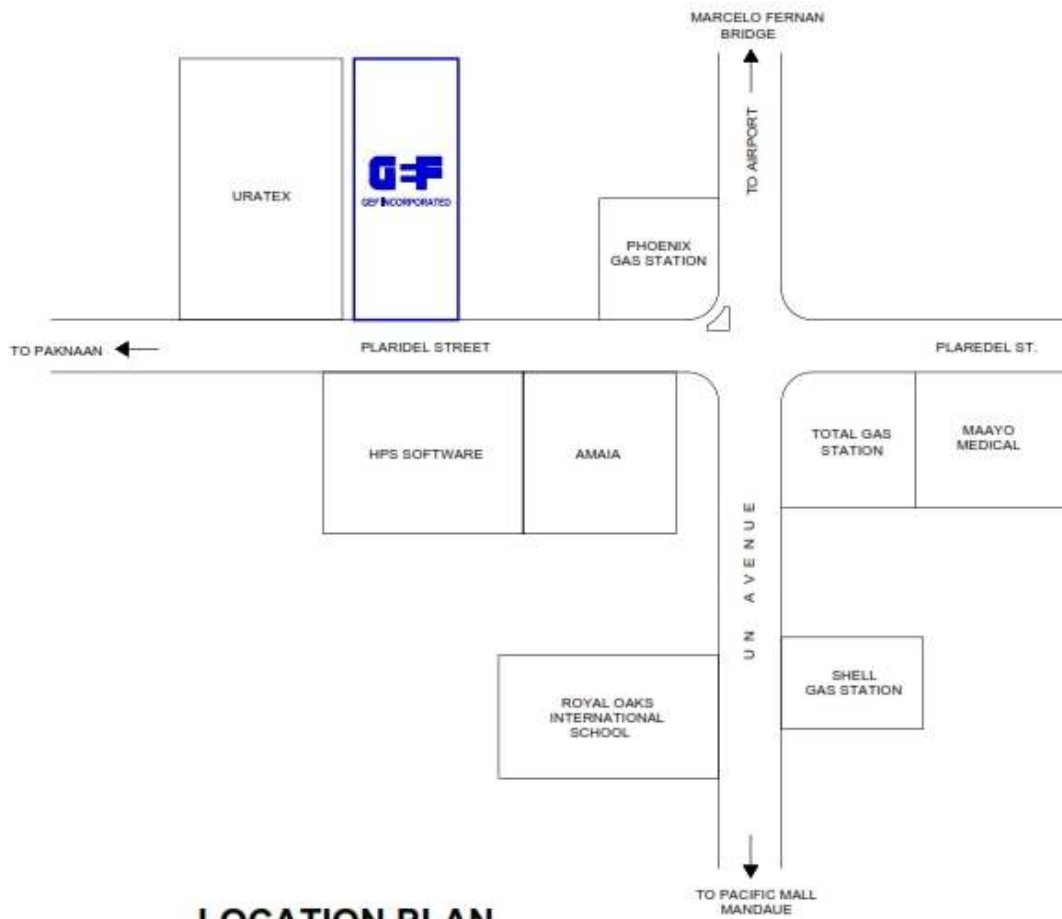 MARCELO FERNAN
BRIDGE
TO AIRPORT
URATEX
GEF
GEF INCORPORATED
PHOENIX
GAS STATION
TO PAKNAAN
PLARIDEL STREET
PLAREDEL ST.
HPS SOFTWARE
AMAIA
TOTAL GAS
STATION
MAAYO
MEDICAL
UN AVENUE
ROYAL OAKS
INTERNATIONAL
SCHOOL
SHELL
GAS STATION
TO PACIFIC MALL
MANDAUE
LOCATION PLAN